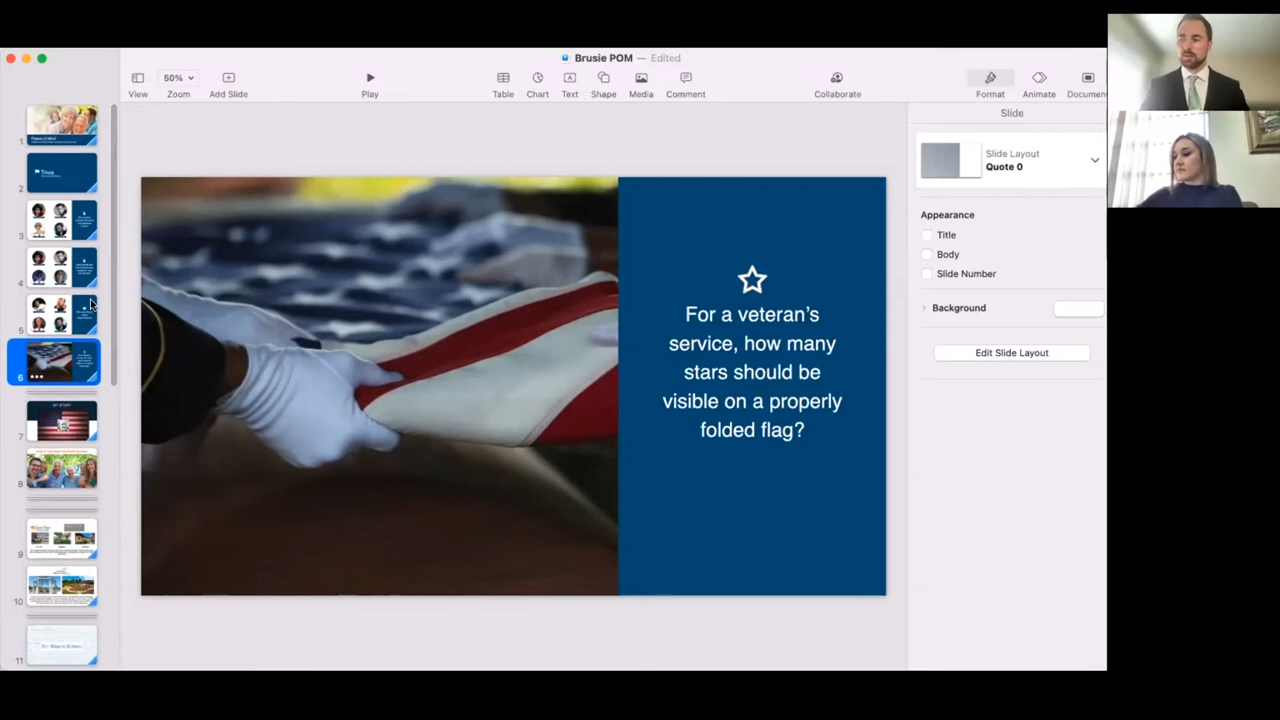 Brusie POM — Edited
50%
View
Zoom
Add Slide
Play
Table
Chart
Text
Shape
Media
Comment
Collaborate
Format
Animate
Document
Slide
Slide Layout
Quote 0
Appearance
Title
Body
Slide Number
Background
Edit Slide Layout
1
2
Trivia
3
4
5
6
7
MY STORY
8
9
10
11
For a veteran’s
service, how many
stars should be
visible on a properly
folded flag?